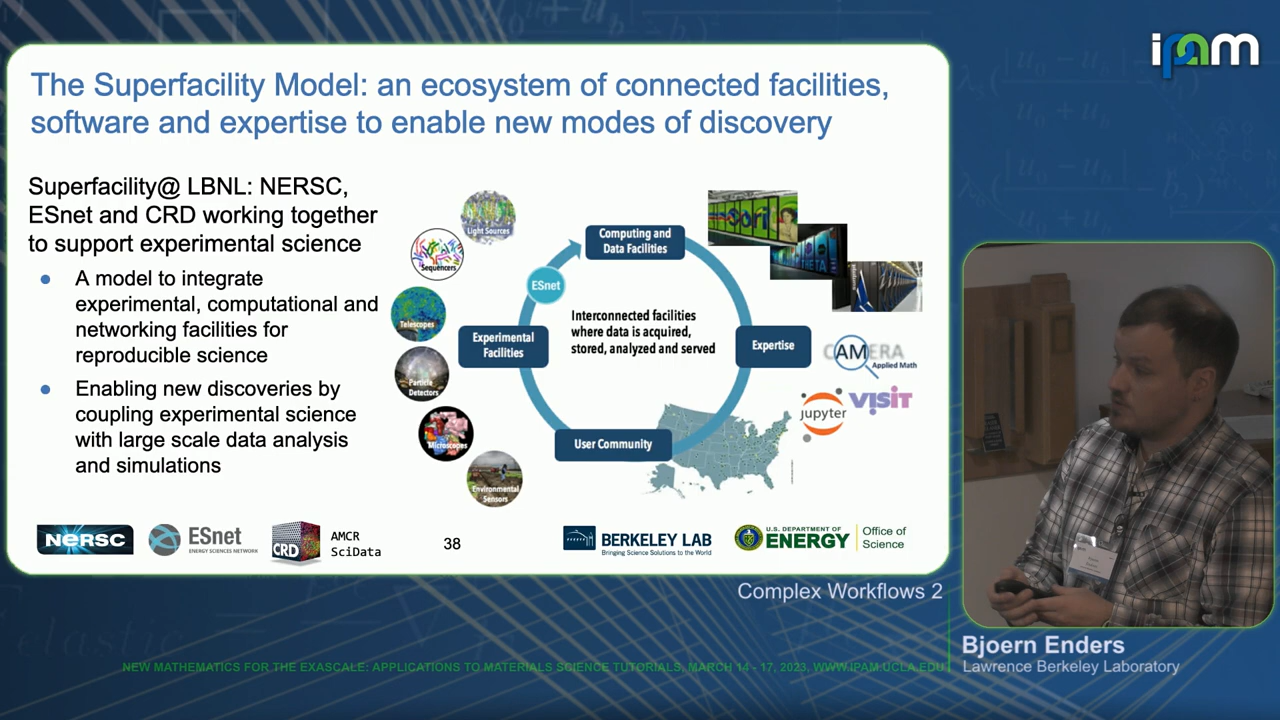 ipam
The Superfacility Model: an ecosystem of connected facilities,
software and expertise to enable new modes of discovery
Superfacility@ LBNL: NERSC,
ESnet and CRD working together
to support experimental science
A model to integrate
experimental, computational and
networking facilities for
reproducible science
Enabling new discoveries by
coupling experimental science
with large scale data analysis
and simulations
Light Sources
Sequencers
Telescopes
Particle
Detectors
Microscopes
Environmental
Sensors
Computing and
Data Facilities
ESnet
Experimental
Facilities
Interconnected facilities
where data is acquired,
stored, analyzed and served
Expertise
User Community
CAMERA
Applied Math
jupyter
VISIT
NERSC
ESnet
ENERGY SCIENCES NETWORK
CRD
AMCR
SciData
38
BERKELEY LAB
Bringing Science Solutions to the World
U.S. DEPARTMENT OF
ENERGY
Office of
Science
Complex Workflows 2
Bjoern Enders
Lawrence Berkeley Laboratory
NEW MATHEMATICS FOR THE EXASCALE: APPLICATIONS TO MATERIALS SCIENCE TUTORIALS, MARCH 14 - 17, 2023, WWW.IPAM.UCLA.EDU
elastic